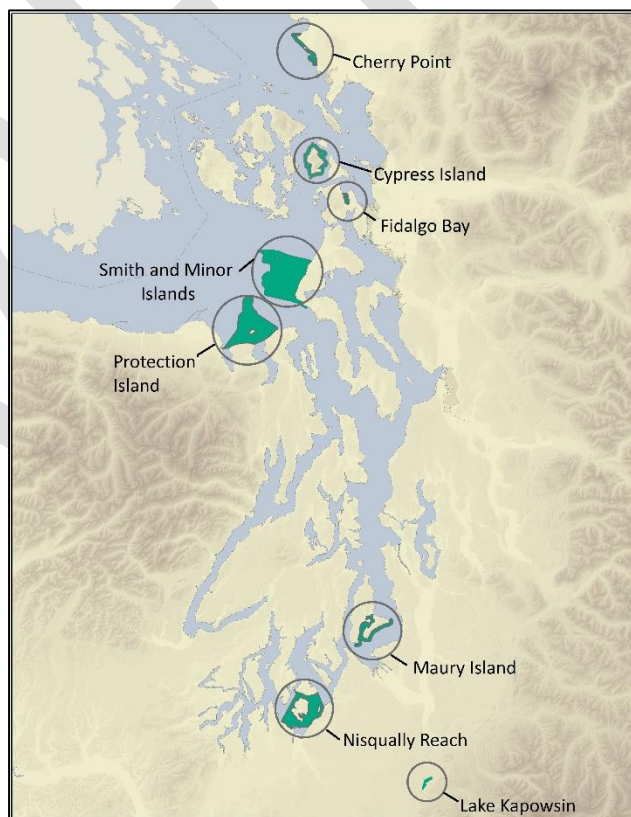 Cherry Point
Cypress Island
Fidalgo Bay
Smith and Minor
Islands
Protection
Island
Maury Island
Nisqually Reach
Lake Kapowsin